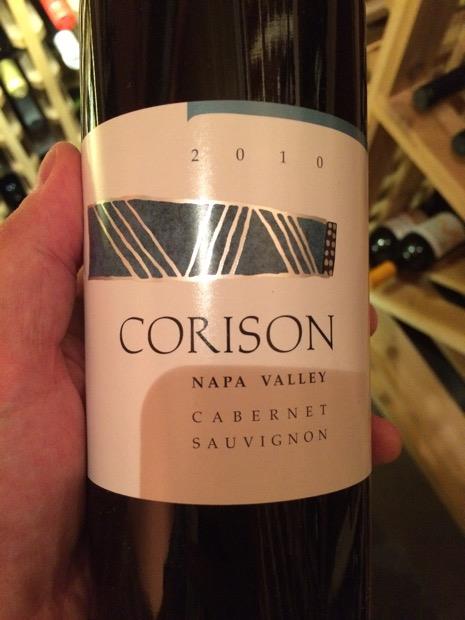 2010
CORISON
NAPA VALLEY
CABERNET
SAUVIGNON